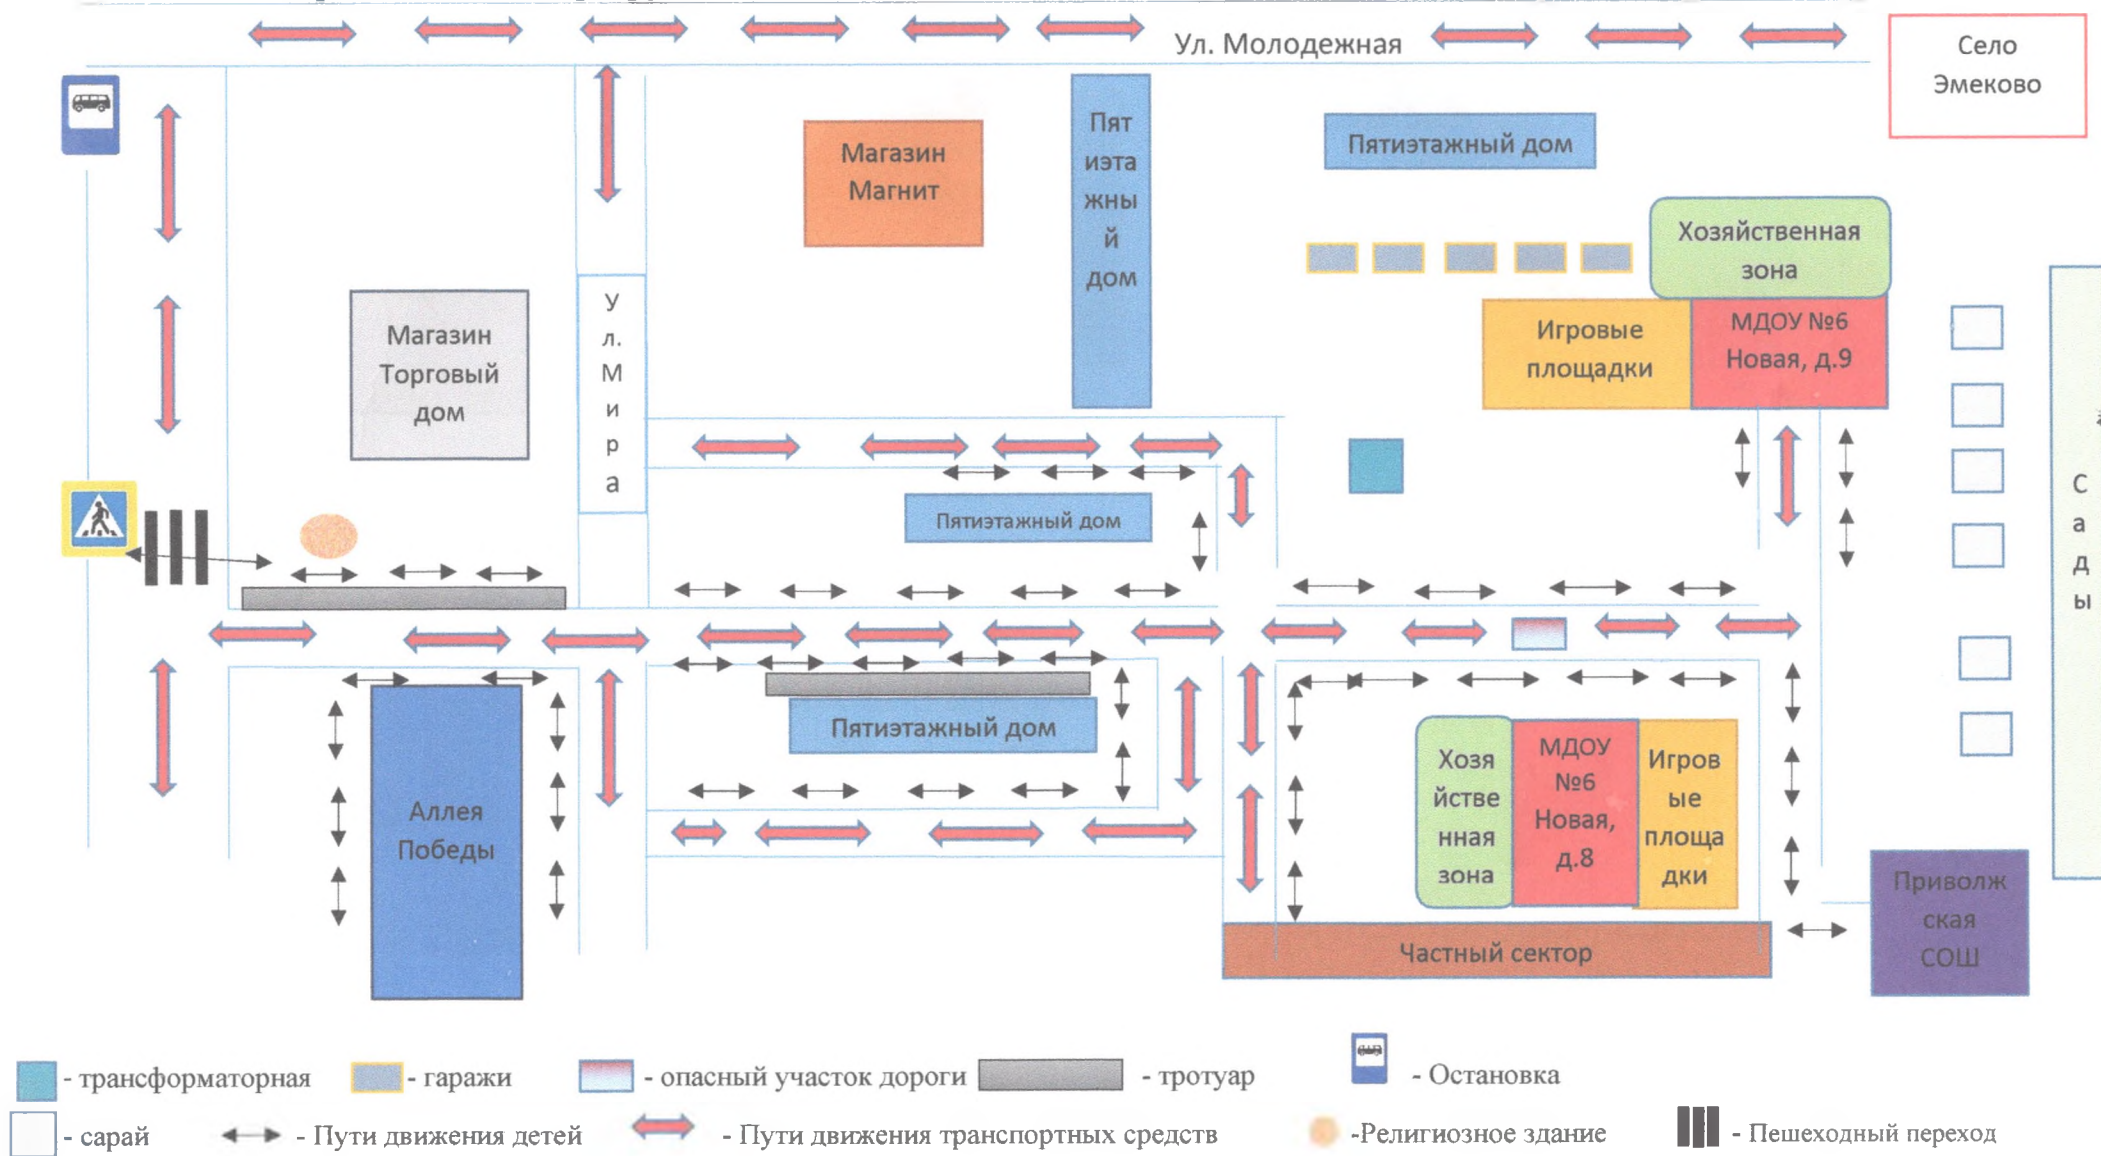 Ул. Молодежная
Село
Эмеково
Пят
иэта
жны
й
дом
Магазин
Магнит
Пятиэтажный дом
Хозяйственная
зона
Магазин
Торговый
дом
У
л.
М
и
р
а
Игровые
площадки
МДОУ №6
Новая, д.9
Пятиэтажный дом
С
а
д
ы
Пятиэтажный дом
Аллея
Победы
Хозя
йстве
нная
зона
МДОУ
№6
Новая,
д.8
Игров
ые
площа
дки
Частный сектор
Приволж
ская
СОШ
- трансформаторная
- гаражи
- опасный участок дороги
- тротуар
- Остановка
- сарай
- Пути движения детей
- Пути движения транспортных средств
-Религиозное здание
- Пешеходный переход